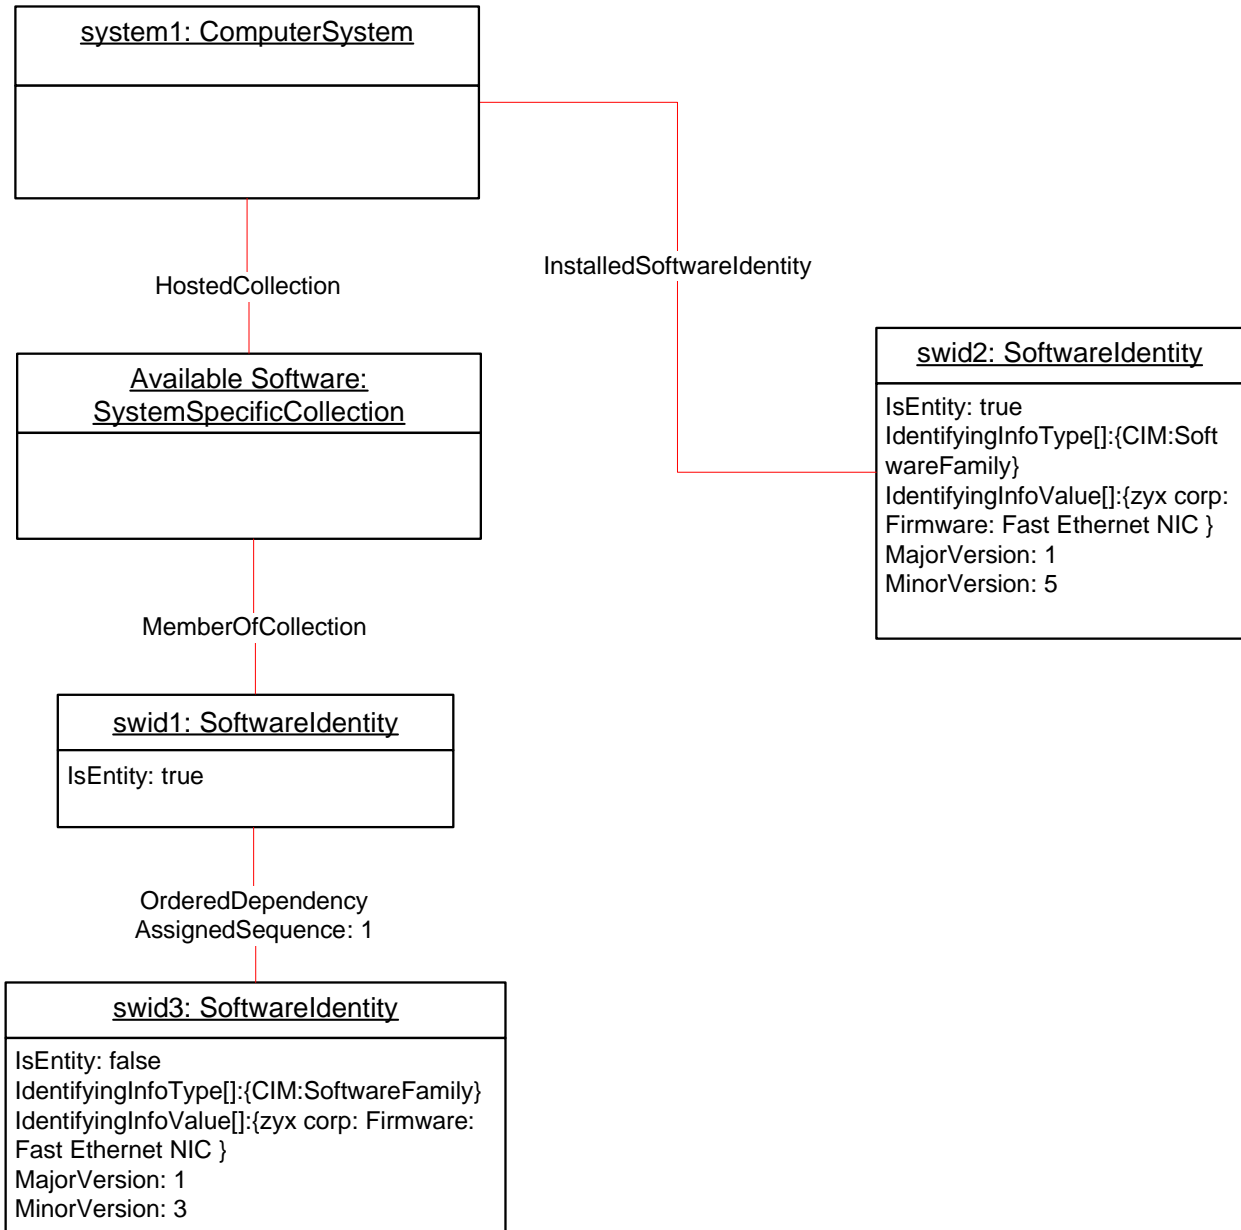 system1: ComputerSystem
HostedCollection
InstalledSoftwareIdentity
Available Software:
SystemSpecificCollection
swid2: SoftwareIdentity
IsEntity: true
IdentifyingInfoType[]:{CIM:Soft
wareFamily}
IdentifyingInfoValue[]:{zyx corp:
Firmware: Fast Ethernet NIC }
MajorVersion: 1
MinorVersion: 5
MemberOfCollection
swid1: SoftwareIdentity
IsEntity: true
OrderedDependency
AssignedSequence: 1
swid3: SoftwareIdentity
IsEntity: false
IdentifyingInfoType[]:{CIM:SoftwareFamily}
IdentifyingInfoValue[]:{zyx corp: Firmware:
Fast Ethernet NIC }
MajorVersion: 1
MinorVersion: 3